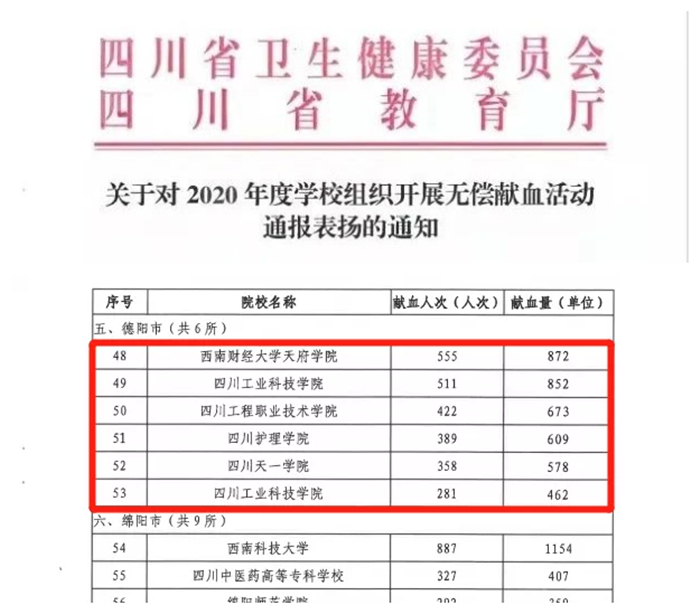 四川省卫生健康委员会
四川省教育厅
关于对 2020 年度学校组织开展无偿献血活动
通报表扬的通知
序号 院校名称 献血人次（人次） 献血量（单位）
五、德阳市（共6所）
48 西南财经大学天府学院 555 872
49 四川工业科技学院 511 852
50 四川工程职业技术学院 422 673
51 四川护理学院 389 609
52 四川天一学院 358 578
53 四川工业科技学院 281 462
六、绵阳市（共9所）
54 西南科技大学 887 1154
55 四川中医药高等专科学校 327 407
56 绵阳师范学院